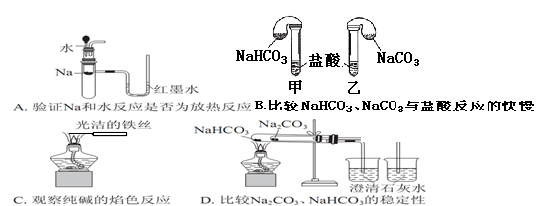 水
Na
红墨水
A. 验证Na和水反应是否为放热反应
NaHCO3
盐酸
NaCO3
甲
乙
B.比较NaHCO3、NaCO3与盐酸反应的快慢
光洁的铁丝
C. 观察纯碱的焰色反应
NaHCO3
Na2CO3
澄清石灰水
D. 比较Na2CO3、NaHCO3的稳定性